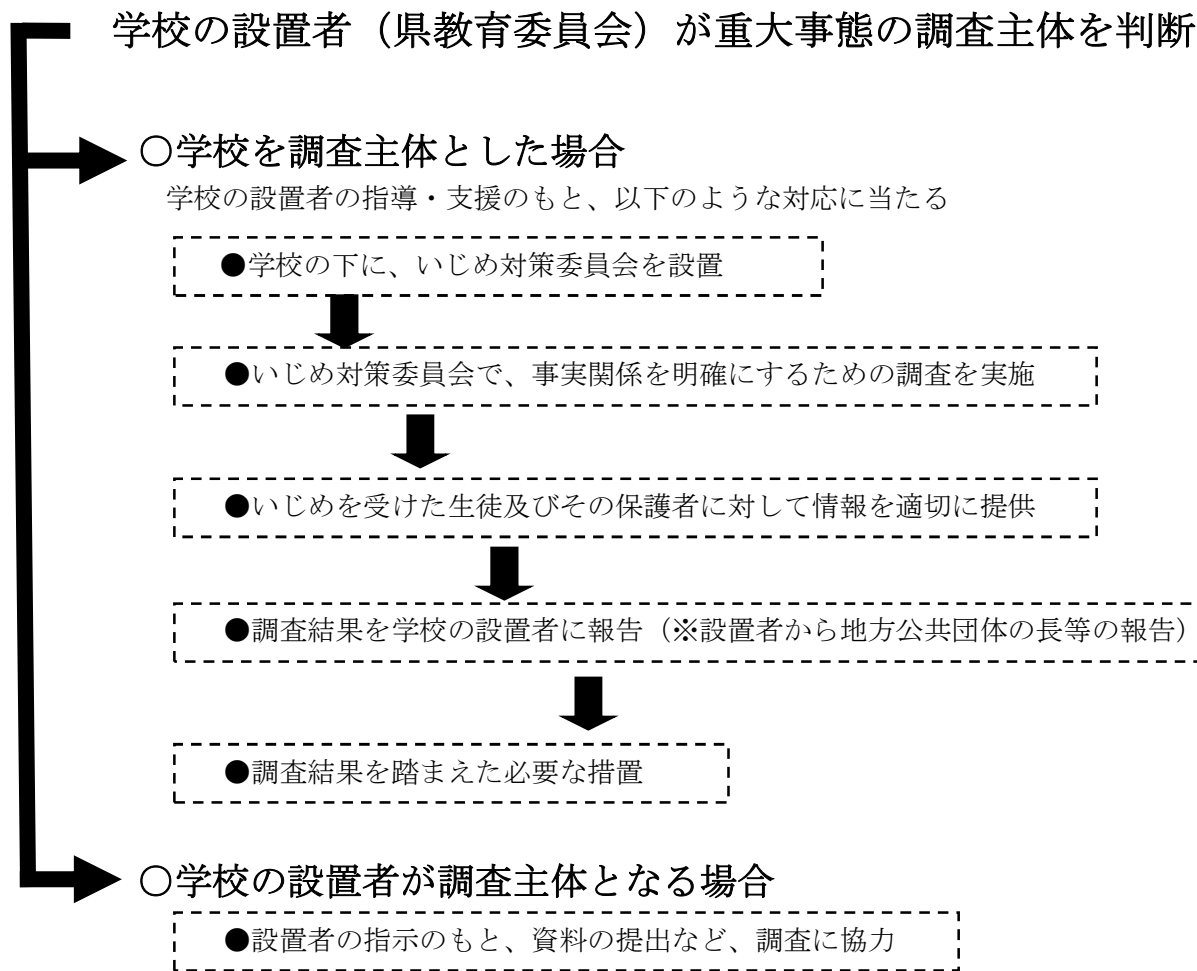 学校の設置者（県教育委員会）が重大事態の調査主体を判断
○学校を調査主体とした場合
学校の設置者の指導・支援のもと、以下のような対応に当たる
●学校の下に、いじめ対策委員会を設置
●いじめ対策委員会で、事実関係を明確にするための調査を実施
●いじめを受けた生徒及びその保護者に対して情報を適切に提供
●調査結果を学校の設置者に報告（※設置者から地方公共団体の長等の報告）
●調査結果を踏まえた必要な措置
○学校の設置者が調査主体となる場合
●設置者の指示のもと、資料の提出など、調査に協力